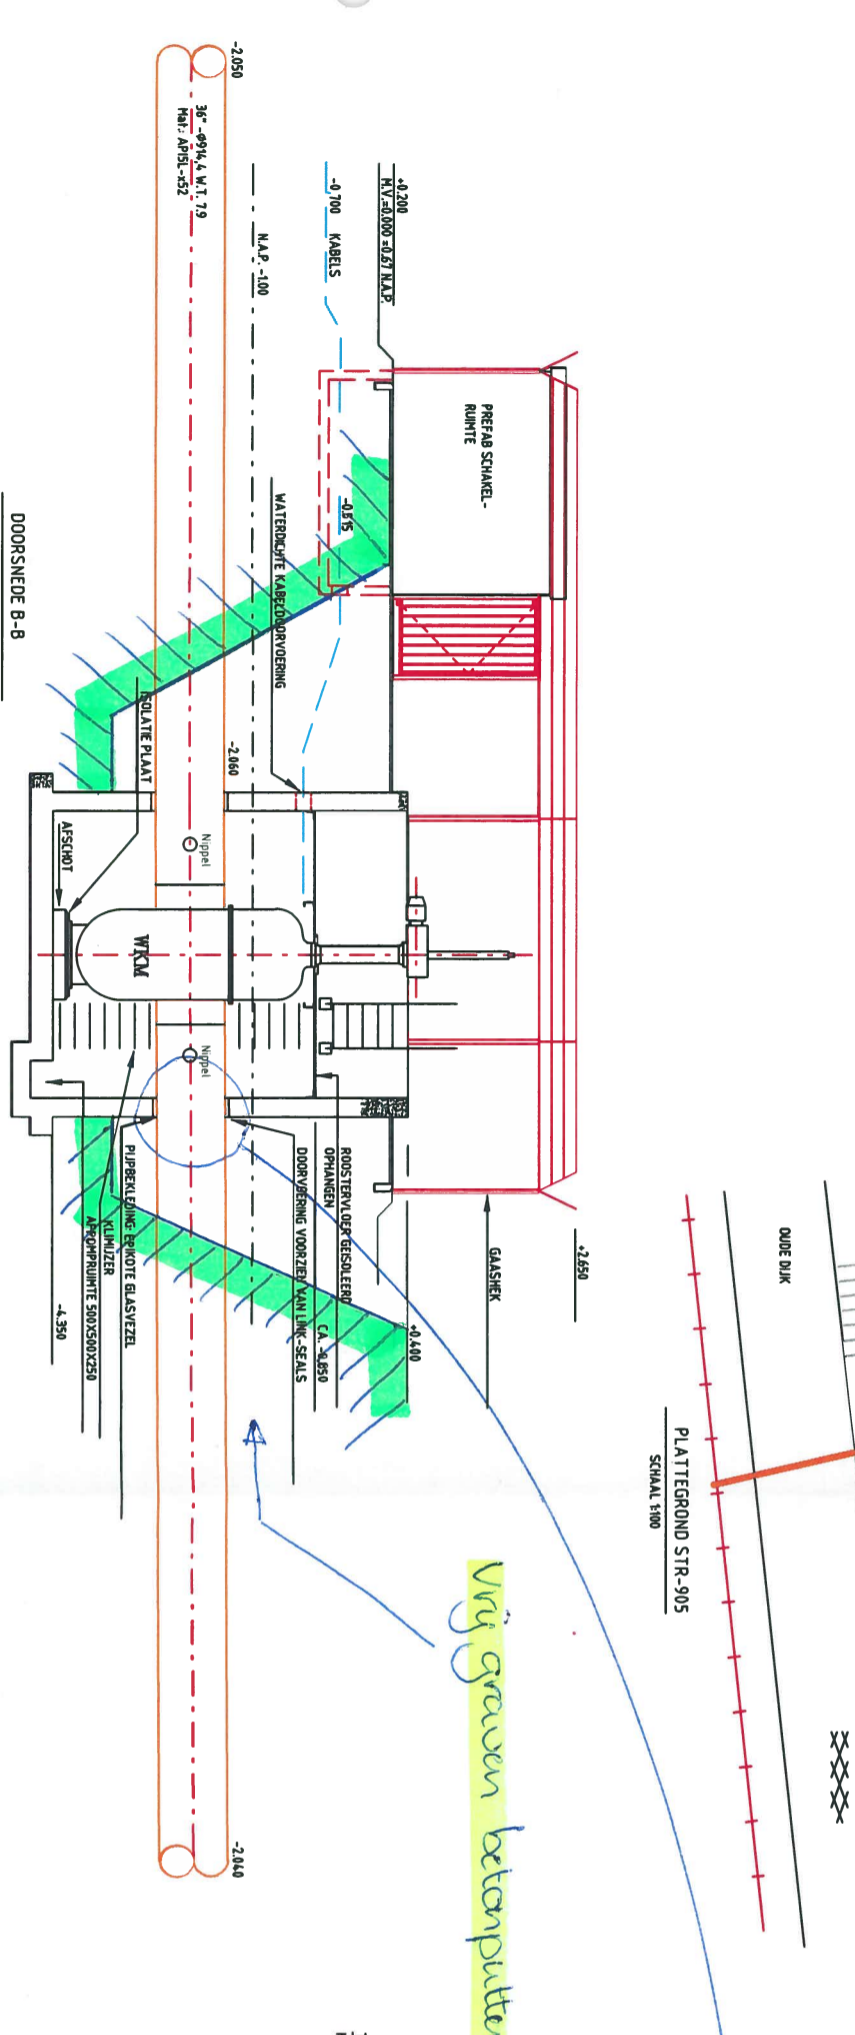 OUDE DIJK
PLATTEGROND STR-905
SCHAAL 1:100
+2.650
GAASHEK
PREFAB SCHAKEL-
RUIMTE
+0.200
M.V.=0.000 =0.67 N.A.P.
+0.400
-0.700 KABELS
-0.815
CA. -0.850
ROOSTERVLOER GEISOLEERD
OPHANGEN
DOORVOERING VOORZIEN VAN LINK-SEALS
WATERDICHTE KABELDOORVOERING
N.A.P. -1.00
-2.050
-2.060
-2.040
36"-Ø914,4 W.T. 7.9
Mat: API5L-x52
Nippel
Nippel
WKM
ISOLATIE PLAAT
AFSCHOT
PIJPBEKLEDING: EPIKOTE GLASVEZEL
KLIMIJZER
AFPOMPRUIMTE 500X500X250
-4.350
DOORSNEDE B-B
Vrij graven betonputte